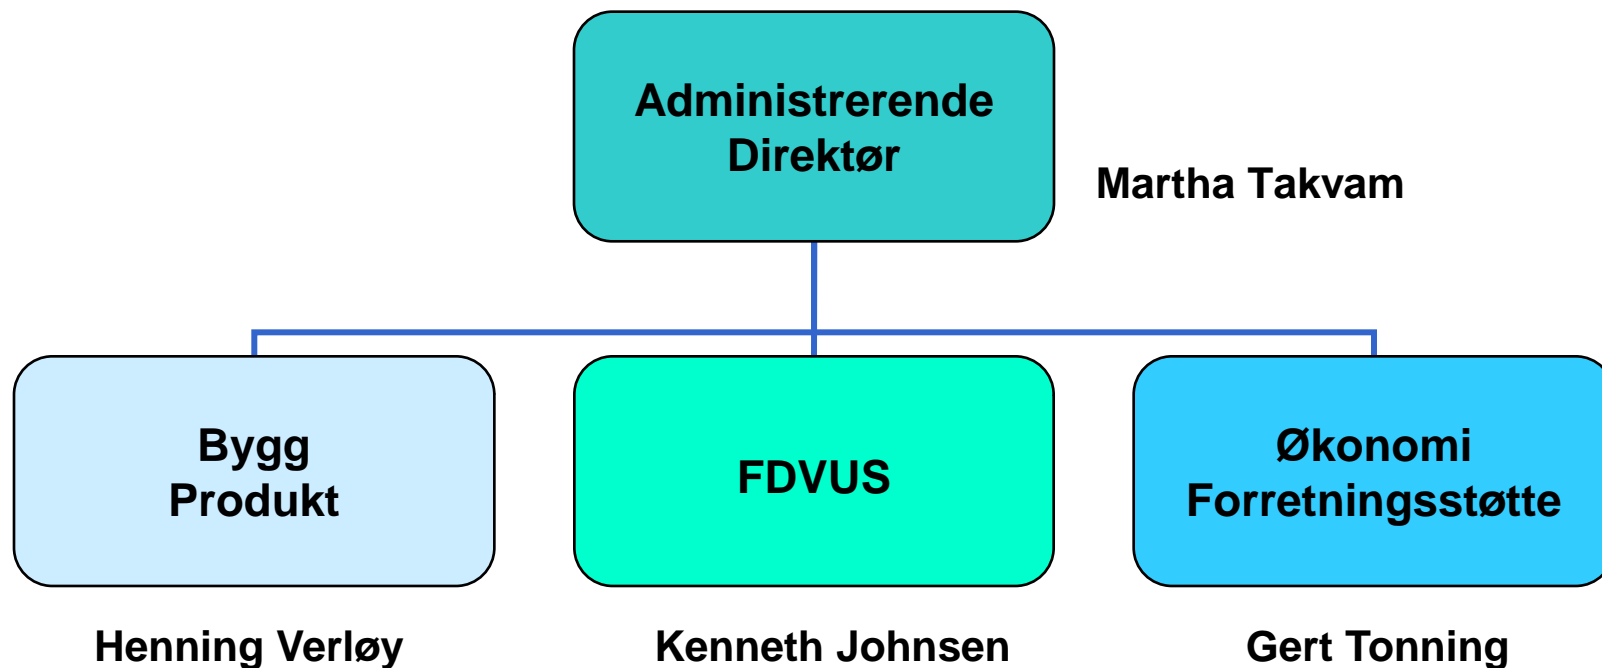 Administrerende
Direktør
Martha Takvam
Bygg
Produkt
FDVUS
Økonomi
Forretningsstøtte
Henning Verløy
Kenneth Johnsen
Gert Tonning